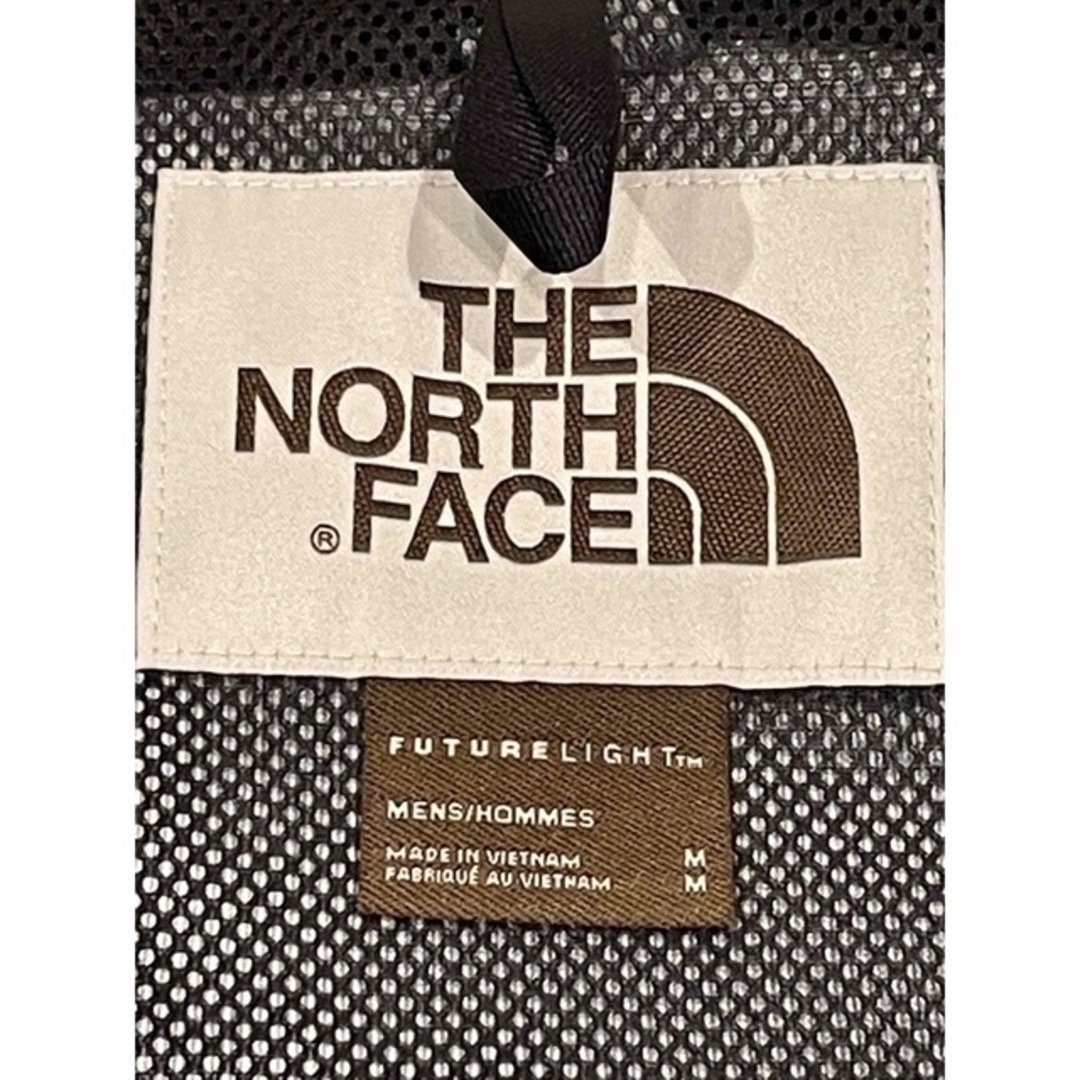 THE
NORTH
FACE
®
FUTURELIGHT™
MENS/HOMMES
MADE IN VIETNAM M
FABRIQUÉ AU VIETNAM M